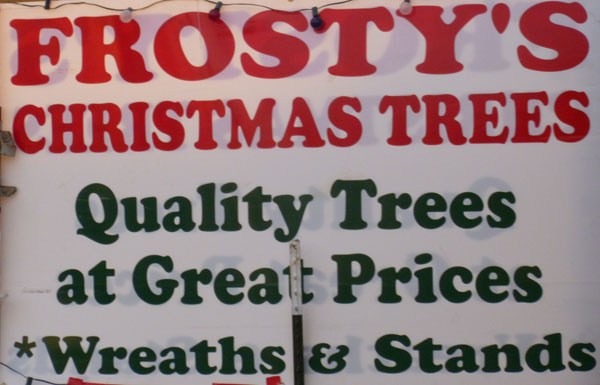 FROSTY'S
CHRISTMAS TREES
Quality Trees
at Great Prices
*Wreaths & Stands